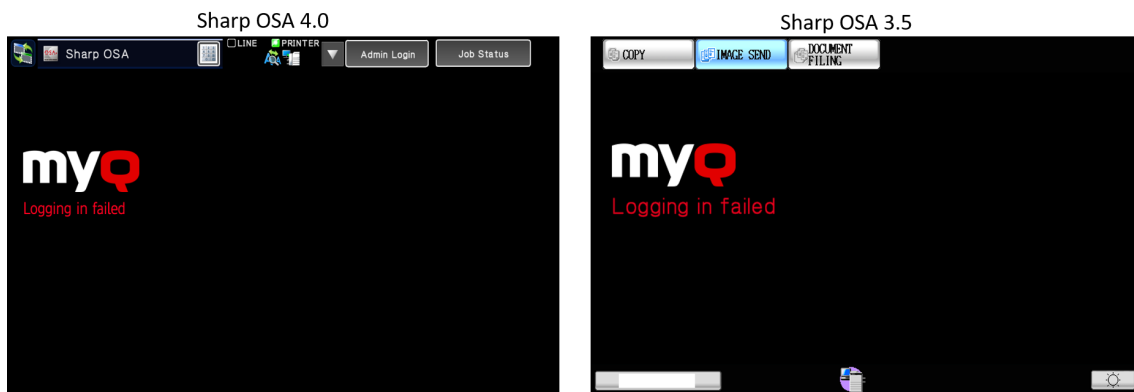 Sharp OSA 4.0
Sharp OSA
LINE
PRINTER
Admin Login
Job Status
myQ
Logging in failed
Sharp OSA 3.5
COPY
IMAGE SEND
DOCUMENT
FILING
myQ
Logging in failed